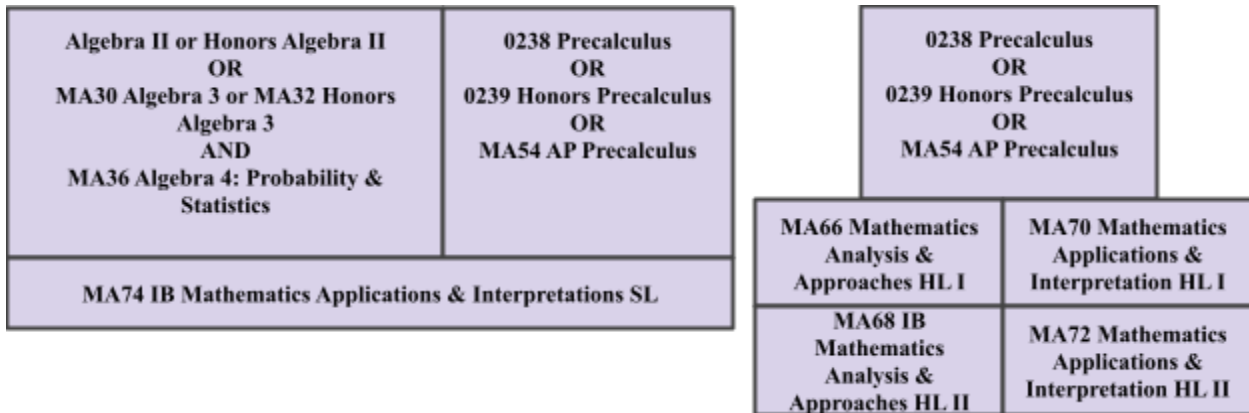 Algebra II or Honors Algebra II
OR
MA30 Algebra 3 or MA32 Honors
Algebra 3
AND
MA36 Algebra 4: Probability &
Statistics
0238 Precalculus
OR
0239 Honors Precalculus
OR
MA54 AP Precalculus
MA74 IB Mathematics Applications & Interpretations SL
0238 Precalculus
OR
0239 Honors Precalculus
OR
MA54 AP Precalculus
MA66 Mathematics
Analysis &
Approaches HL I
MA70 Mathematics
Applications &
Interpretation HL I
MA68 IB
Mathematics
Analysis &
Approaches HL II
MA72 Mathematics
Applications &
Interpretation HL II